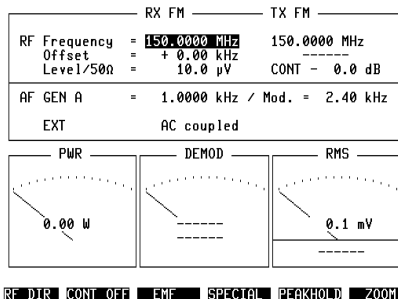 RX FM TX FM
RF Frequency = 150.0000 MHz 150.0000 MHz
Offset = + 0.00 kHz ------
Level/50Ω = 10.0 µV CONT - 0.0 dB
AF GEN A = 1.0000 kHz / Mod. = 2.40 kHz
EXT AC coupled
PWR DEMOD RMS
0.00 W ------ 0.1 mV
------ ------
RF DIR CONT OFF EMF SPECIAL PEAKHOLD ZOOM